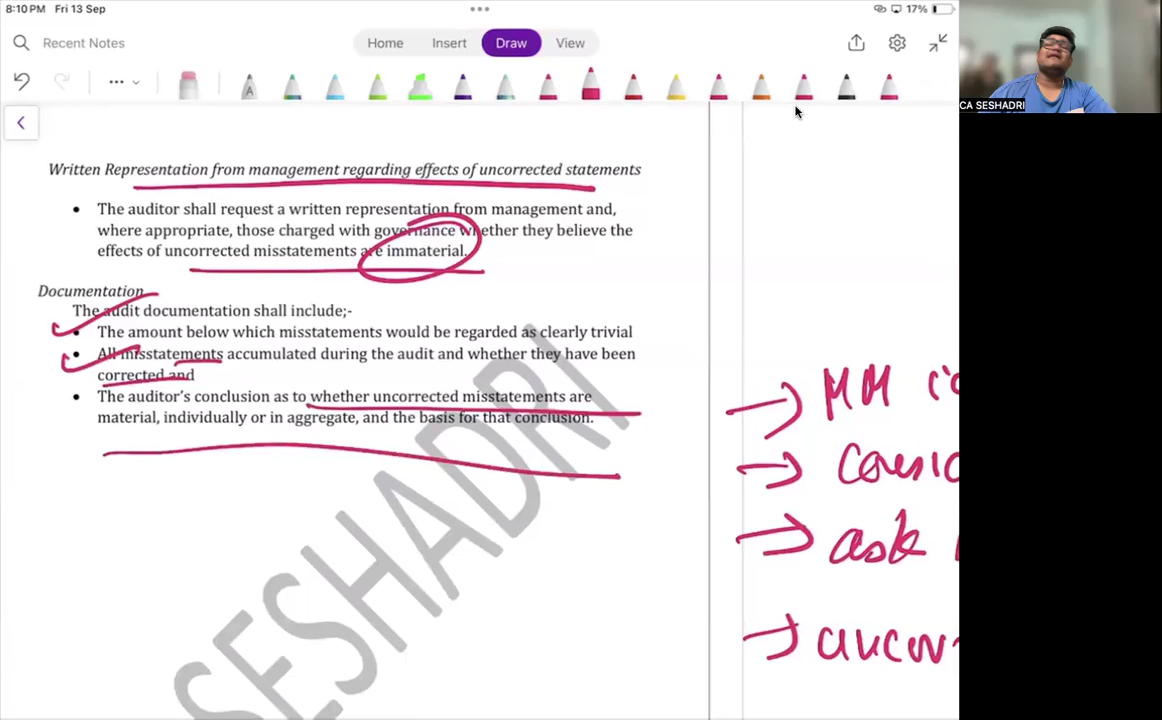 8:10 PM Fri 13 Sep
17%
Recent Notes
Home Insert Draw View
A
CA SESHADRI
Written Representation from management regarding effects of uncorrected statements
• The auditor shall request a written representation from management and,
where appropriate, those charged with governance whether they believe the
effects of uncorrected misstatements are immaterial.
Documentation
The audit documentation shall include;-
• The amount below which misstatements would be regarded as clearly trivial
• All misstatements accumulated during the audit and whether they have been
corrected and
• The auditor's conclusion as to whether uncorrected misstatements are
material, individually or in aggregate, and the basis for that conclusion.
→ MM
→ ask
SESHADRI